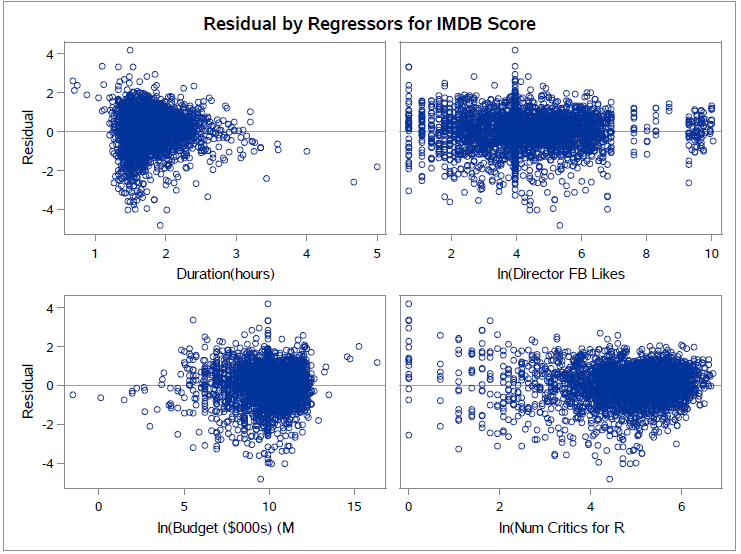 Residual by Regressors for IMDB Score
Residual
4
2
0
-2
-4
1 2 3 4 5
Duration(hours)
2 4 6 8 10
ln(Director FB Likes
Residual
4
2
0
-2
-4
0 5 10 15
ln(Budget ($000s) (M
0 2 4 6
ln(Num Critics for R